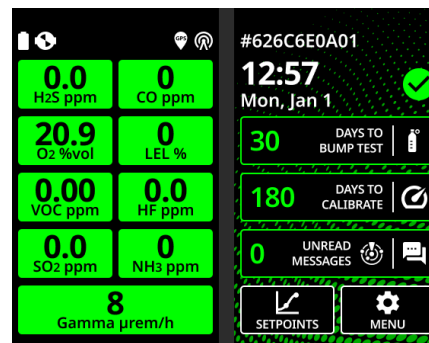 GPS
0.0 0
H2S ppm CO ppm
20.9 0
O2 %vol LEL %
0.00 0.0
VOC ppm HF ppm
0.0 0
SO2 ppm NH3 ppm
8
Gamma µrem/h
#626C6E0A01
12:57
Mon, Jan 1
30 DAYS TO
BUMP TEST
180 DAYS TO
CALIBRATE
0 UNREAD
MESSAGES
SETPOINTS MENU